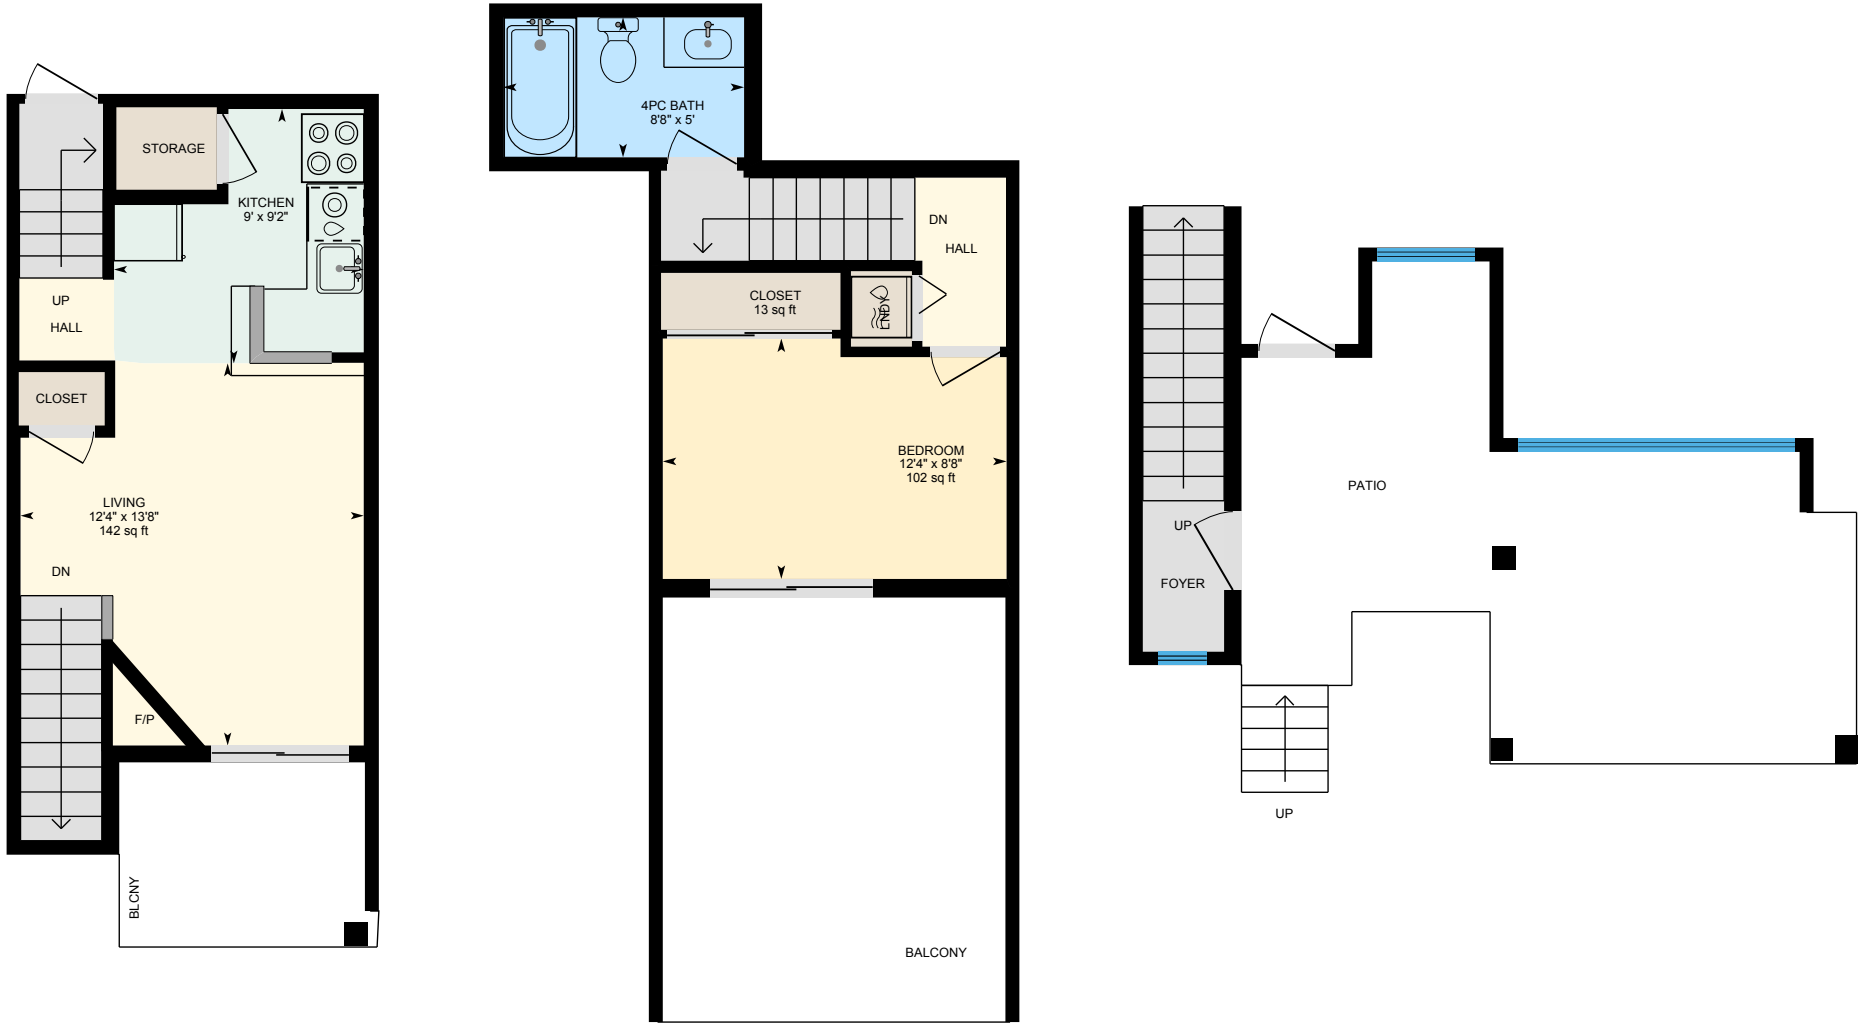 STORAGE
KITCHEN
9' x 9'2"
UP
HALL
CLOSET
LIVING
12'4" x 13'8"
142 sq ft
DN
F/P
BLCNY
4PC BATH
8'8" x 5'
DN
HALL
CLOSET
13 sq ft
LNDY
BEDROOM
12'4" x 8'8"
102 sq ft
BALCONY
PATIO
UP
FOYER
UP